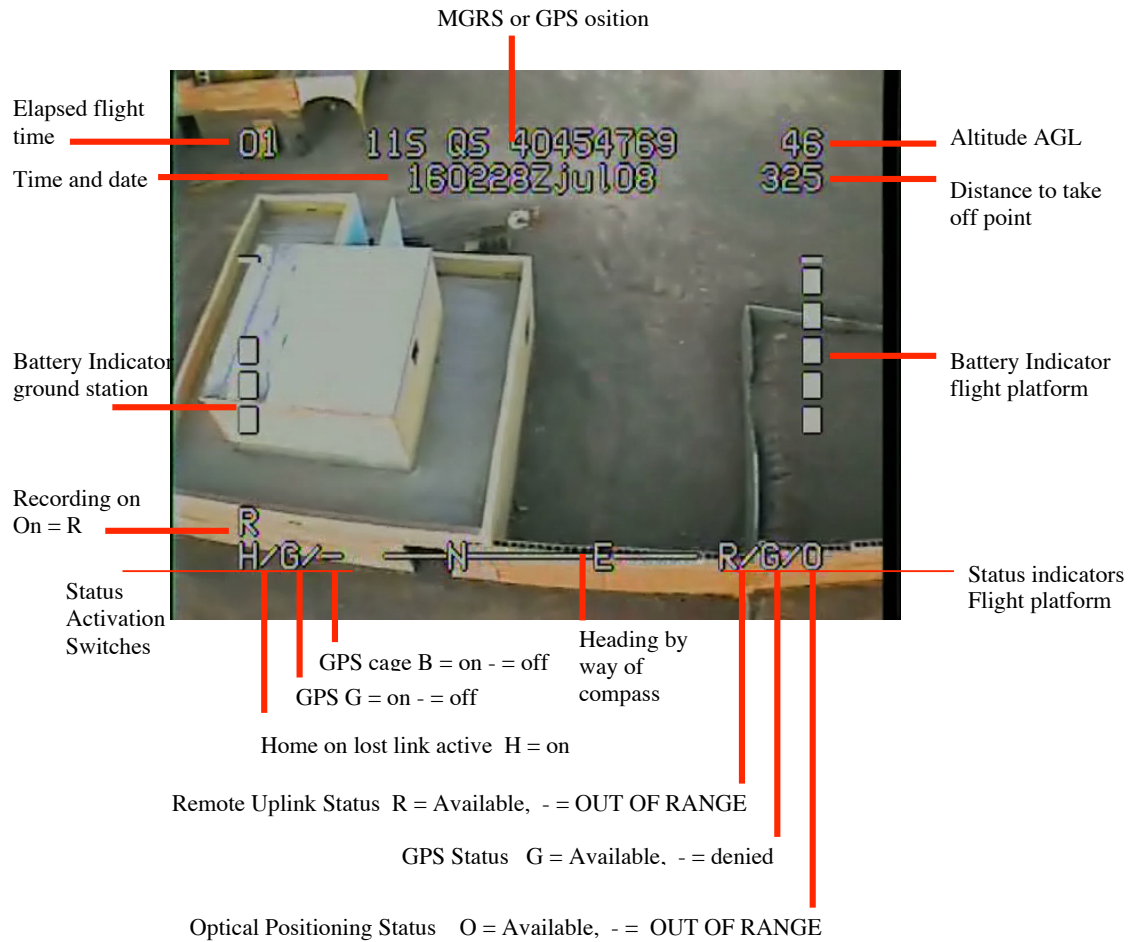 MGRS or GPS osition
Elapsed flight
time
01
11S QS 40454769
46
Altitude AGL
Time and date
160228Zjul08
325
Distance to take
off point
Battery Indicator
ground station
Battery Indicator
flight platform
Recording on
On = R
R
H/G/-
N
E
R/G/O
Status
Activation
Switches
Status indicators
Flight platform
Heading by
way of
compass
GPS cage B = on - = off
GPS G = on - = off
Home on lost link active H = on
Remote Uplink Status R = Available, - = OUT OF RANGE
GPS Status G = Available, - = denied
Optical Positioning Status O = Available, - = OUT OF RANGE